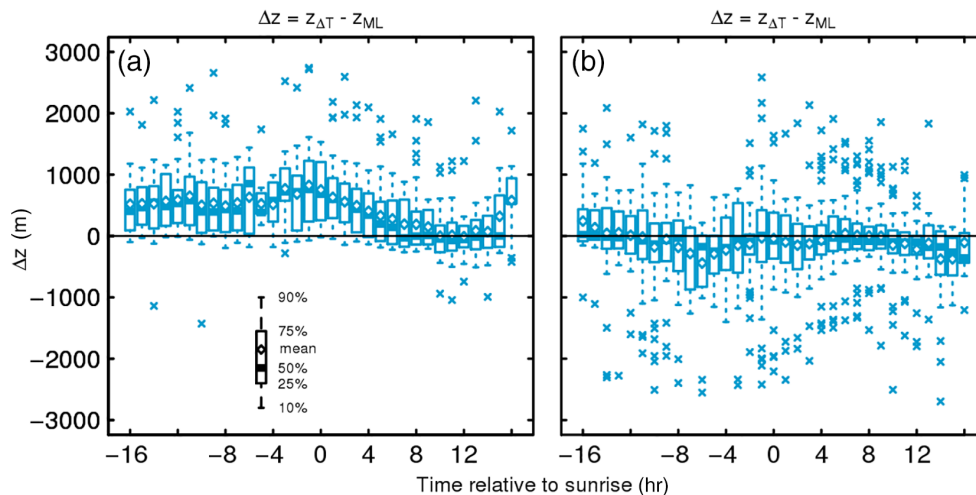 Δz = z_ΔT - z_ML
Δz = z_ΔT - z_ML
(a)
(b)
3000
2000
1000
0
−1000
−2000
−3000
Δz (m)
90%
75%
mean
50%
25%
10%
−16 −12 −8 −4 0 4 8 12
−16 −12 −8 −4 0 4 8 12
Time relative to sunrise (hr)